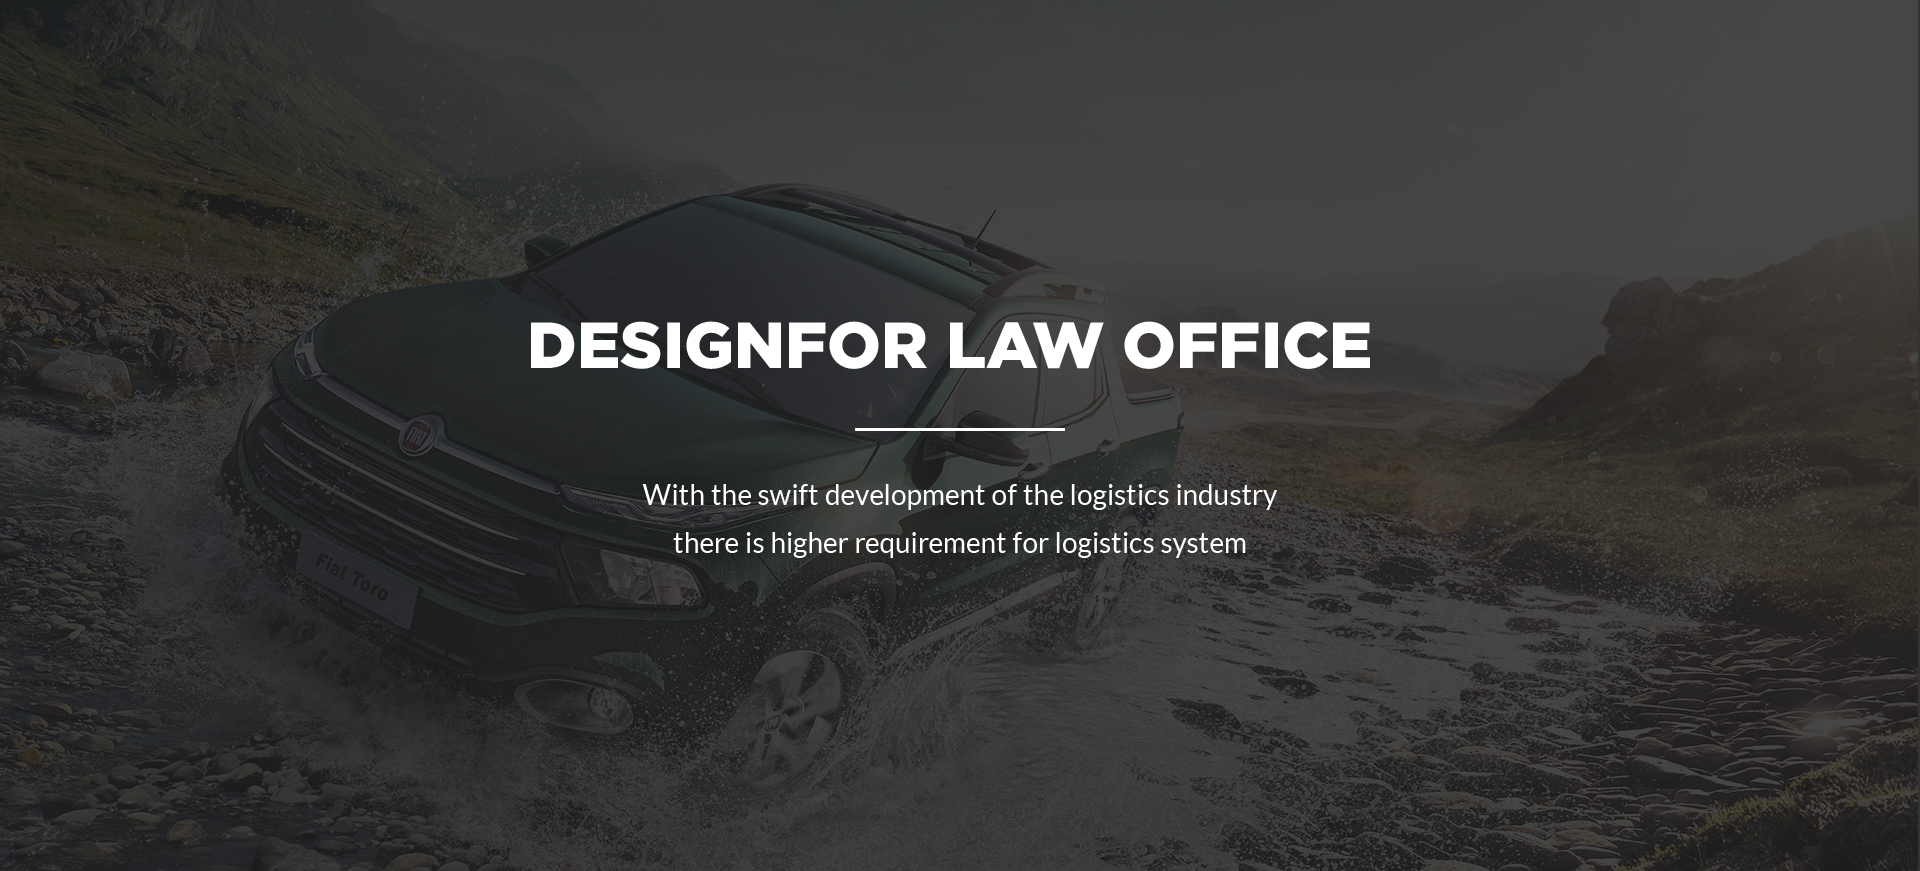 DESIGNFOR LAW OFFICE
With the swift development of the logistics industry
there is higher requirement for logistics system
FIAT
Fiat Toro